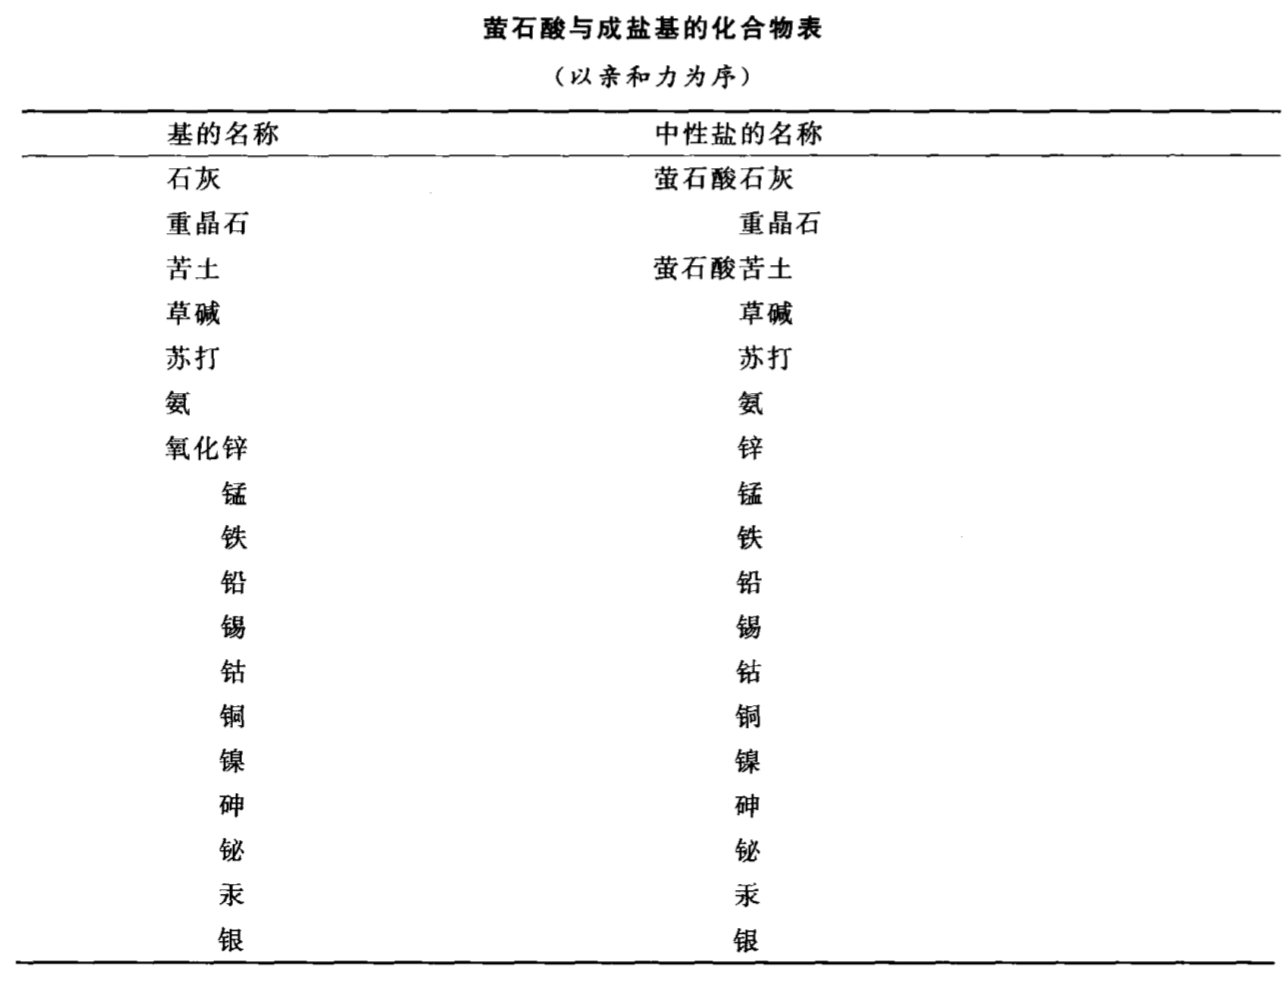 萤石酸与成盐基的化合物表
（以亲和力为序）
基的名称 中性盐的名称
石灰 萤石酸石灰
重晶石 重晶石
苦土 萤石酸苦土
草碱 草碱
苏打 苏打
氨 氨
氧化锌 锌
锰 锰
铁 铁
铅 铅
锡 锡
钴 钴
铜 铜
镍 镍
砷 砷
铋 铋
汞 汞
银 银